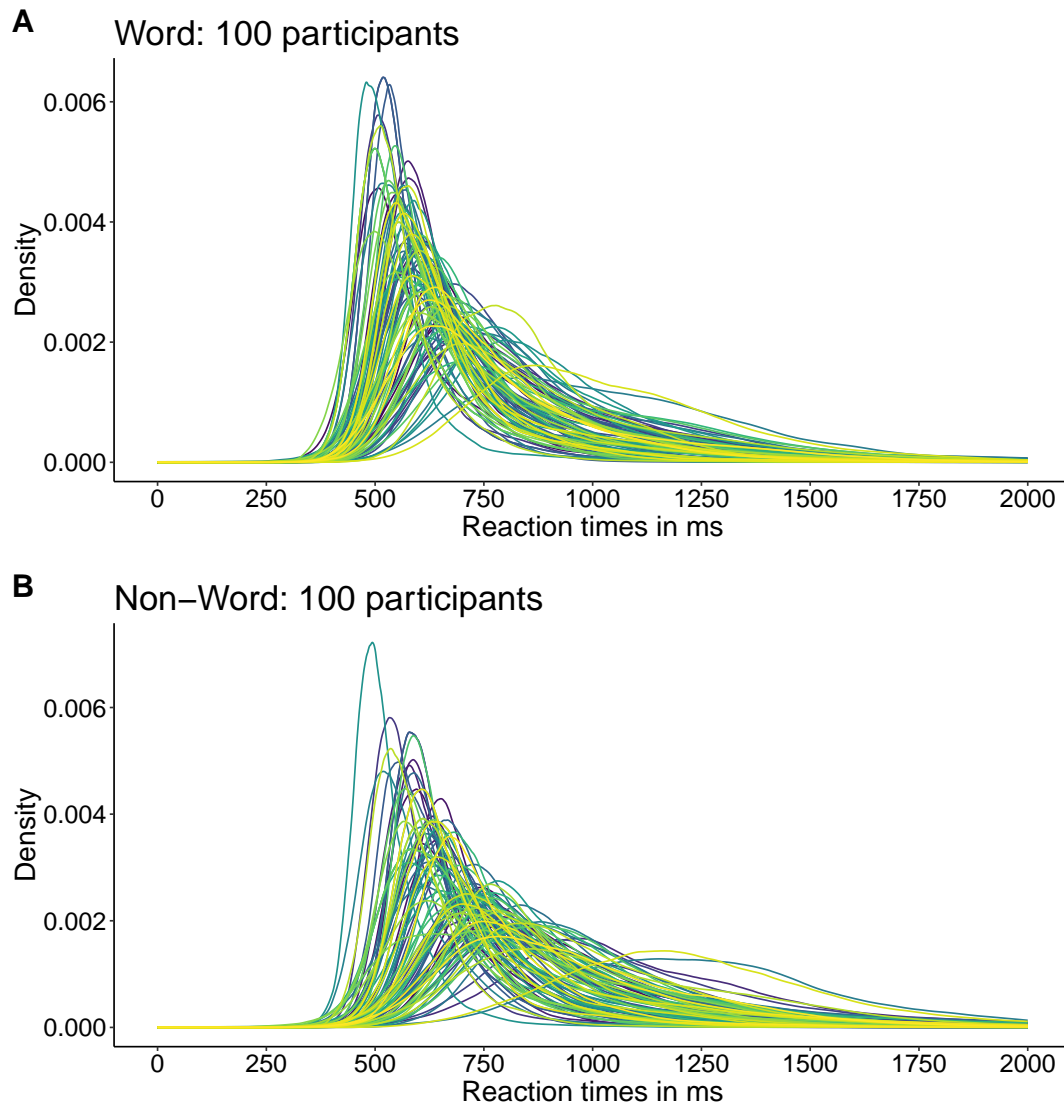 A
Word: 100 participants
0.006
0.004
0.002
0.000
Density
0 250 500 750 1000 1250 1500 1750 2000
Reaction times in ms
B
Non−Word: 100 participants
0.006
0.004
0.002
0.000
Density
0 250 500 750 1000 1250 1500 1750 2000
Reaction times in ms